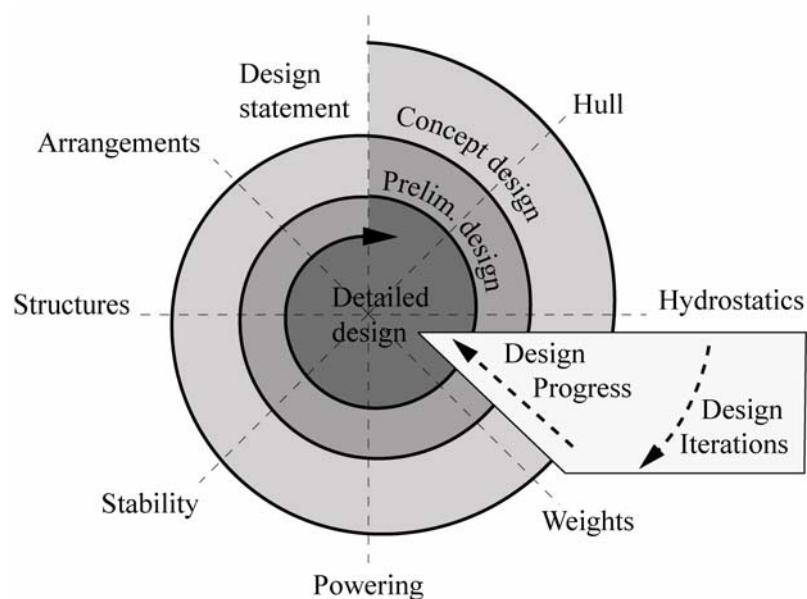 Design
statement
Hull
Concept design
Arrangements
Prelim. design
Structures
Detailed
design
Hydrostatics
Design
Progress
Design
Iterations
Stability
Weights
Powering